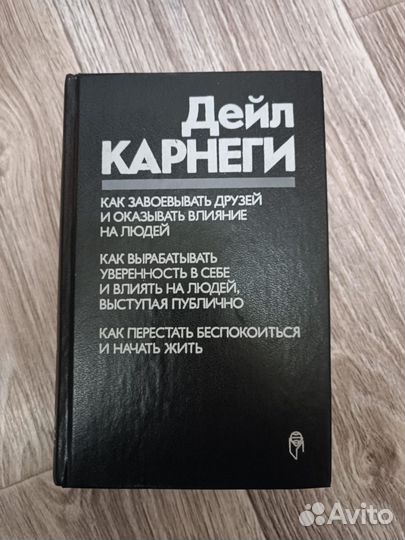 Дейл
КАРНЕГИ
КАК ЗАВОЕВЫВАТЬ ДРУЗЕЙ
И ОКАЗЫВАТЬ ВЛИЯНИЕ
НА ЛЮДЕЙ
КАК ВЫРАБАТЫВАТЬ
УВЕРЕННОСТЬ В СЕБЕ
И ВЛИЯТЬ НА ЛЮДЕЙ,
ВЫСТУПАЯ ПУБЛИЧНО
КАК ПЕРЕСТАТЬ БЕСПОКОИТЬСЯ
И НАЧАТЬ ЖИТЬ
Avito